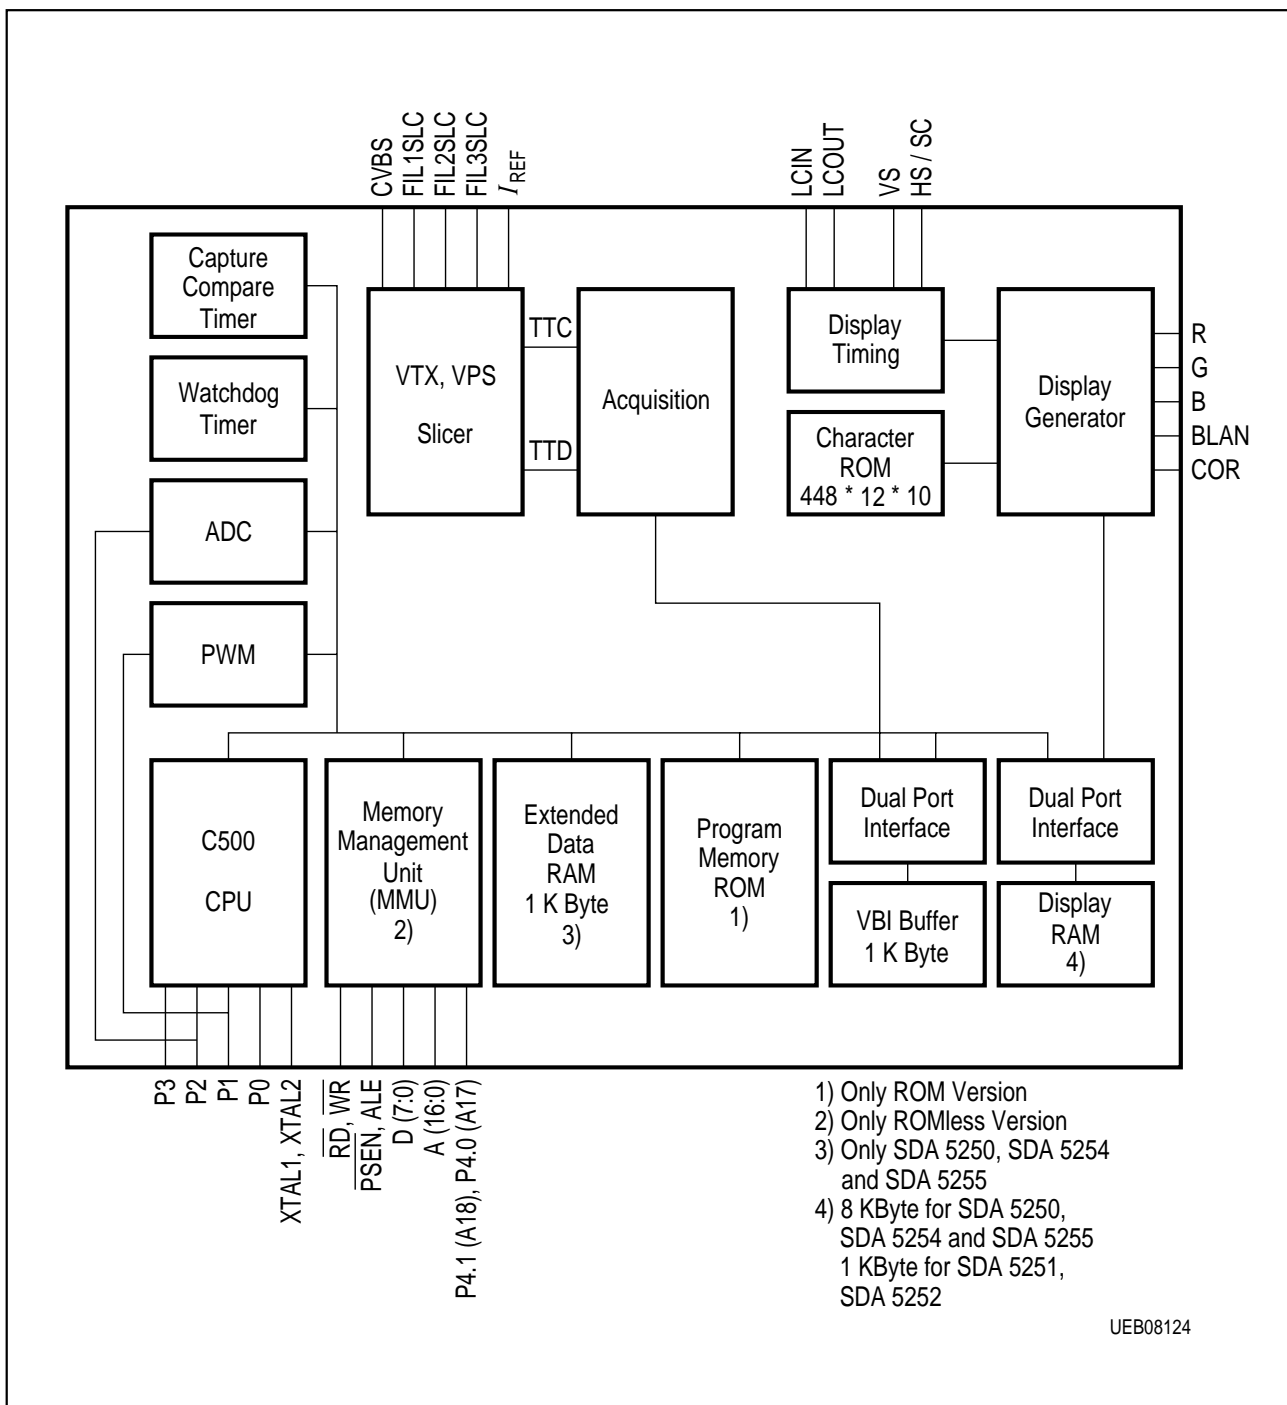 CVBS
FIL1SLC
FIL2SLC
FIL3SLC
I REF
LCIN
LCOUT
VS
HS / SC
Capture
Compare
Timer
Watchdog
Timer
ADC
PWM
VTX, VPS
Slicer
TTC
TTD
Acquisition
Display
Timing
Character
ROM
448 * 12 * 10
Display
Generator
R
G
B
BLAN
COR
C500
CPU
Memory
Management
Unit
(MMU)
2)
Extended
Data
RAM
1 K Byte
3)
Program
Memory
ROM
1)
Dual Port
Interface
VBI Buffer
1 K Byte
Dual Port
Interface
Display
RAM
4)
P3
P2
P1
P0
XTAL1, XTAL2
RD, WR
PSEN, ALE
D (7:0)
A (16:0)
P4.1 (A18), P4.0 (A17)
1) Only ROM Version
2) Only ROMless Version
3) Only SDA 5250, SDA 5254
and SDA 5255
4) 8 KByte for SDA 5250,
SDA 5254 and SDA 5255
1 KByte for SDA 5251,
SDA 5252
UEB08124